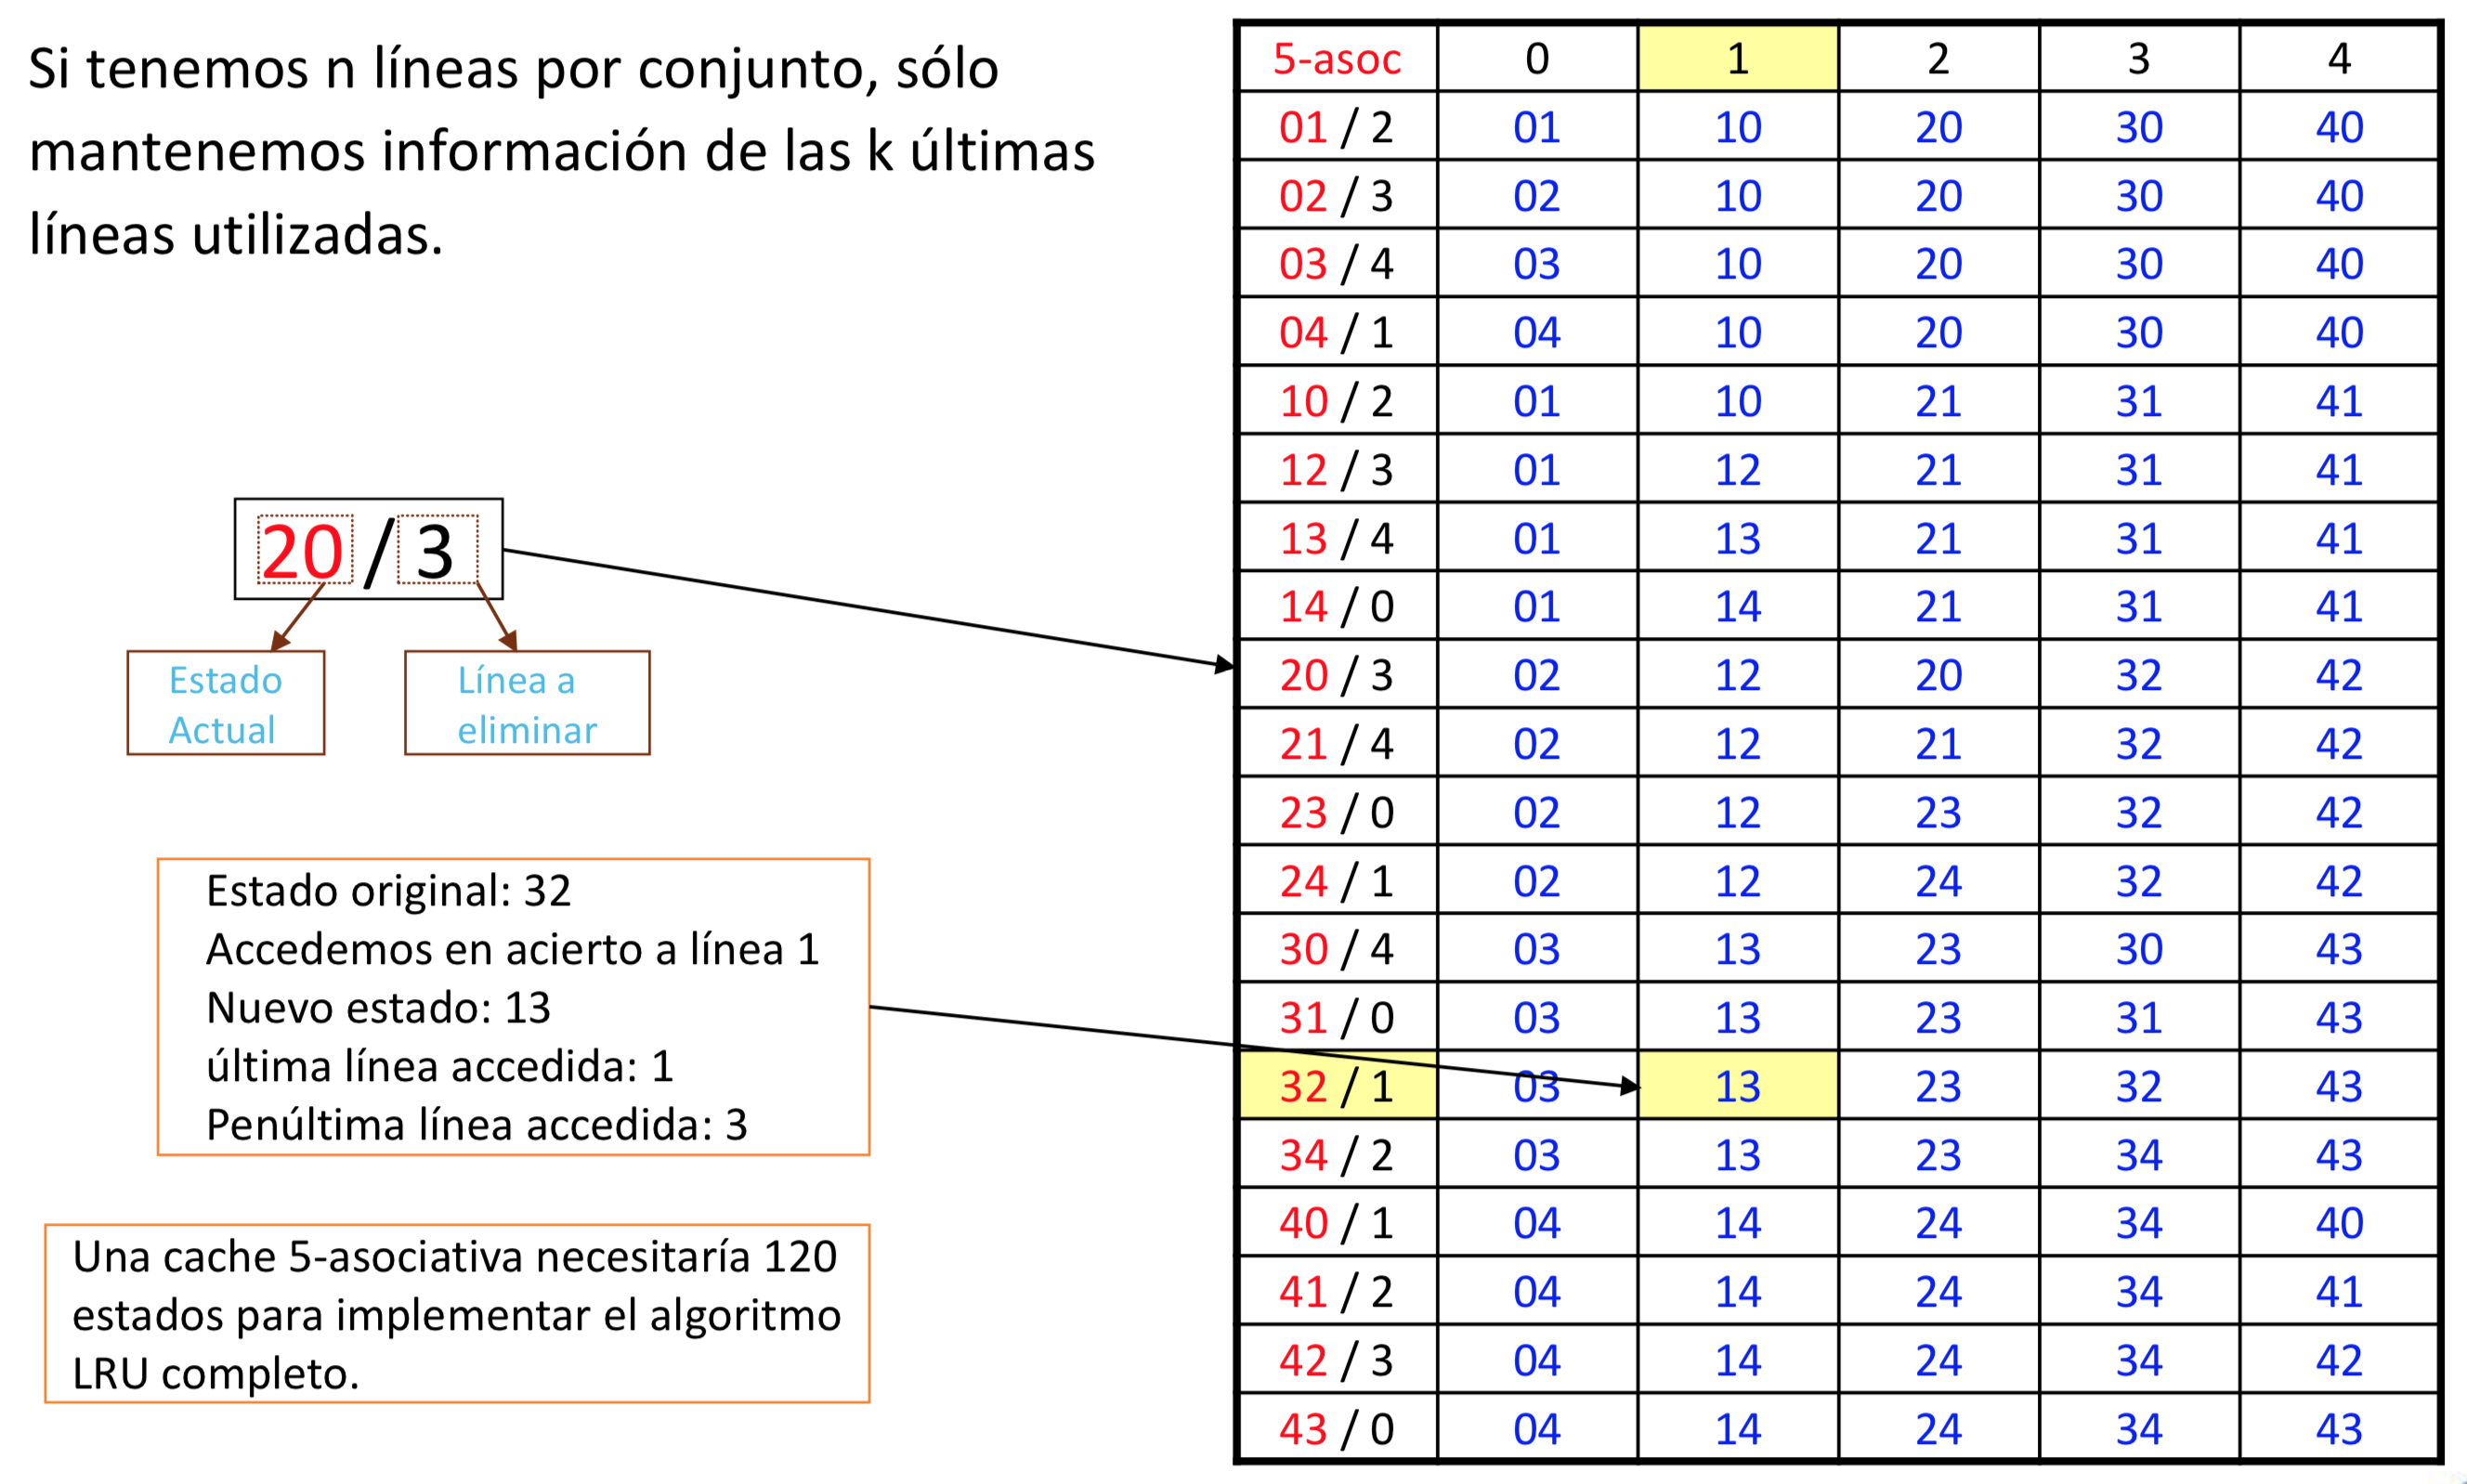 Si tenemos n líneas por conjunto, sólo
mantenemos información de las k últimas
líneas utilizadas.
20 / 3
Estado
Actual
Línea a
eliminar
Estado original: 32
Accedemos en acierto a línea 1
Nuevo estado: 13
última línea accedida: 1
Penúltima línea accedida: 3
Una cache 5-asociativa necesitaría 120
estados para implementar el algoritmo
LRU completo.
5-asoc 0 1 2 3 4
01 / 2 01 10 20 30 40
02 / 3 02 10 20 30 40
03 / 4 03 10 20 30 40
04 / 1 04 10 20 30 40
10 / 2 01 10 21 31 41
12 / 3 01 12 21 31 41
13 / 4 01 13 21 31 41
14 / 0 01 14 21 31 41
20 / 3 02 12 20 32 42
21 / 4 02 12 21 32 42
23 / 0 02 12 23 32 42
24 / 1 02 12 24 32 42
30 / 4 03 13 23 30 43
31 / 0 03 13 23 31 43
32 / 1 03 13 23 32 43
34 / 2 03 13 23 34 43
40 / 1 04 14 24 34 40
41 / 2 04 14 24 34 41
42 / 3 04 14 24 34 42
43 / 0 04 14 24 34 43